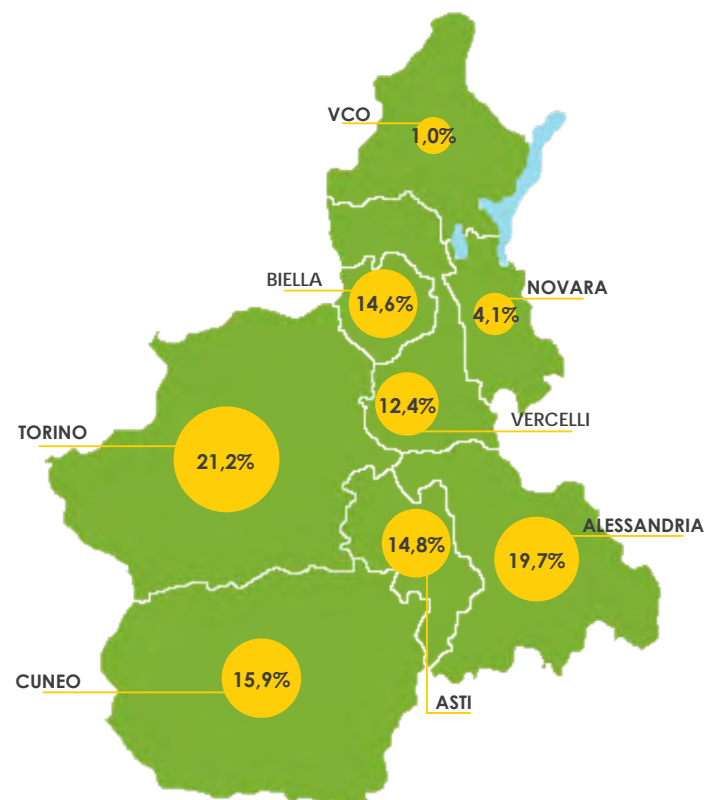 VCO
1,0%
BIELLA
14,6%
NOVARA
4,1%
12,4%
VERCELLI
TORINO
21,2%
ALESSANDRIA
19,7%
14,8%
ASTI
CUNEO
15,9%